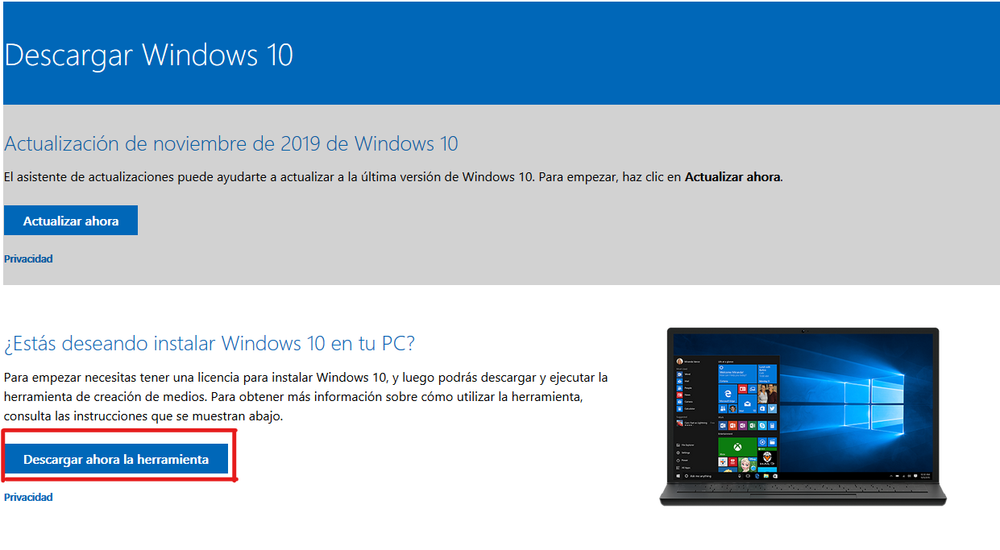 Descargar Windows 10
Actualización de noviembre de 2019 de Windows 10
El asistente de actualizaciones puede ayudarte a actualizar a la última versión de Windows 10. Para empezar, haz clic en Actualizar ahora.
Actualizar ahora
Privacidad
¿Estás deseando instalar Windows 10 en tu PC?
Para empezar necesitas tener una licencia para instalar Windows 10, y luego podrás descargar y ejecutar la
herramienta de creación de medios. Para obtener más información sobre cómo utilizar la herramienta,
consulta las instrucciones que se muestran abajo.
Descargar ahora la herramienta
Privacidad